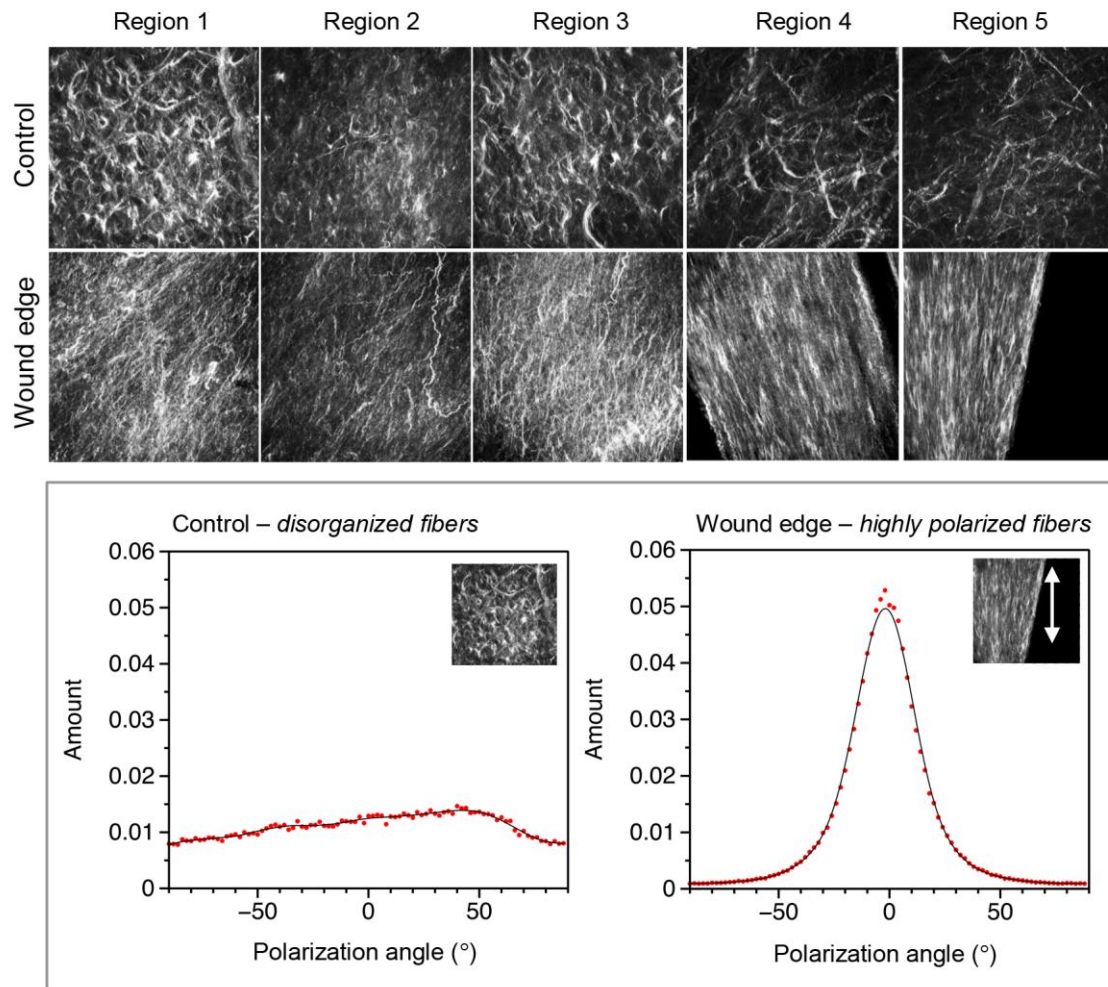 Region 1 Region 2 Region 3 Region 4 Region 5
Control
Wound edge
Control – disorganized fibers
Wound edge – highly polarized fibers
0.06
0.05
0.04
0.03
0.02
0.01
0
Amount
–50 0 50
Polarization angle (°)
0.06
0.05
0.04
0.03
0.02
0.01
0
Amount
–50 0 50
Polarization angle (°)